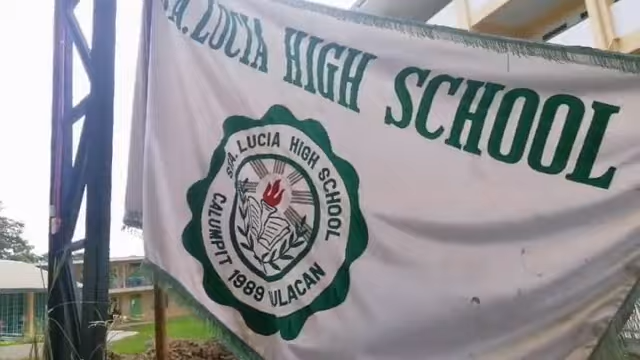 STA. LUCIA HIGH SCHOOL
STA. LUCIA HIGH SCHOOL
CALUMPIT 1989 ULACAN